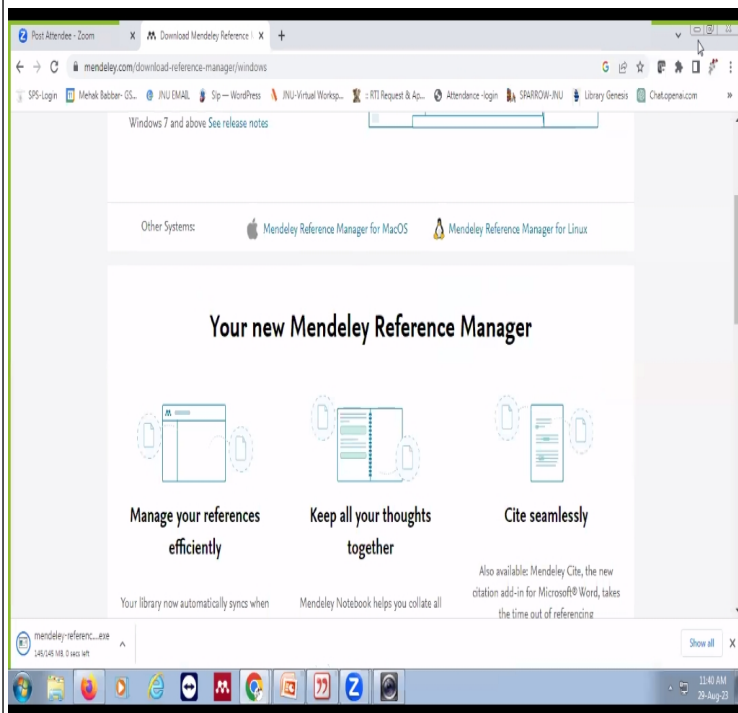 Post Attendee - Zoom
Download Mendeley Reference
mendeley.com/download-reference-manager/windows
SPS-Login Mehak Babbar- GS... JNU EMAIL Sip — WordPress JNU-Virtual Worksp... :: RTI Request & Ap... Attendance -login SPARROW-JNU Library Genesis Chat.openai.com »
Windows 7 and above See release notes
Other Systems: Mendeley Reference Manager for MacOS Mendeley Reference Manager for Linux
Your new Mendeley Reference Manager
Manage your references efficiently
Keep all your thoughts together
Cite seamlessly
Your library now automatically syncs when
Mendeley Notebook helps you collate all
Also available: Mendeley Cite, the new
citation add-in for Microsoft® Word, takes
the time out of referencing
mendeley-referenc....exe
145/145 MB, 0 secs left
Show all
11:40 AM
29-Aug-23